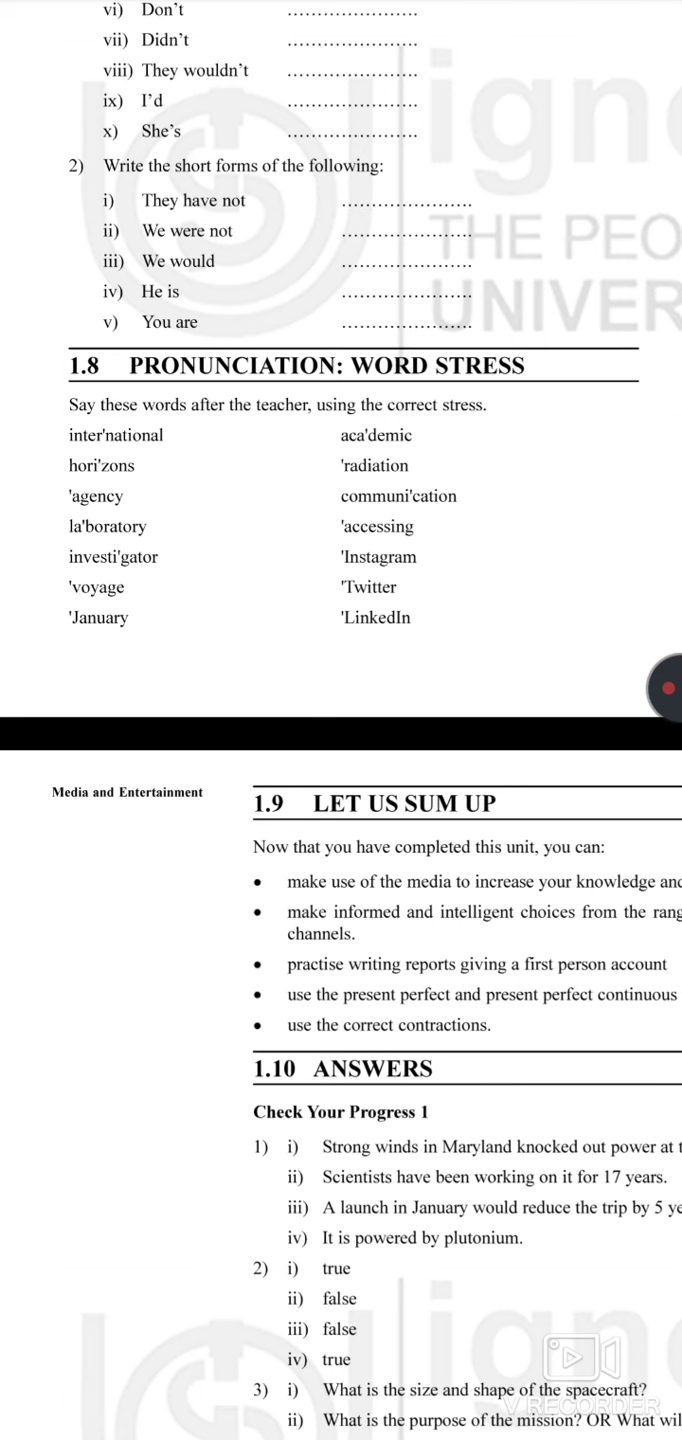 vi) Don’t ......................
vii) Didn’t ......................
viii) They wouldn’t ......................
ix) I’d ......................
x) She’s ......................
2) Write the short forms of the following:
i) They have not ......................
ii) We were not ......................
iii) We would ......................
iv) He is ......................
v) You are ......................
ign
THE PEO
UNIVER
1.8 PRONUNCIATION: WORD STRESS
Say these words after the teacher, using the correct stress.
inter'national aca'demic
hori'zons 'radiation
'agency communi'cation
la'boratory 'accessing
investi'gator 'Instagram
'voyage 'Twitter
'January 'LinkedIn
Media and Entertainment
1.9 LET US SUM UP
Now that you have completed this unit, you can:
• make use of the media to increase your knowledge and
• make informed and intelligent choices from the rang
channels.
• practise writing reports giving a first person account
• use the present perfect and present perfect continuous
• use the correct contractions.
1.10 ANSWERS
Check Your Progress 1
1) i) Strong winds in Maryland knocked out power at t
ii) Scientists have been working on it for 17 years.
iii) A launch in January would reduce the trip by 5 ye
iv) It is powered by plutonium.
2) i) true
ii) false
iii) false
iv) true
ign
3) i) What is the size and shape of the spacecraft?
V RECORDER
ii) What is the purpose of the mission? OR What wil